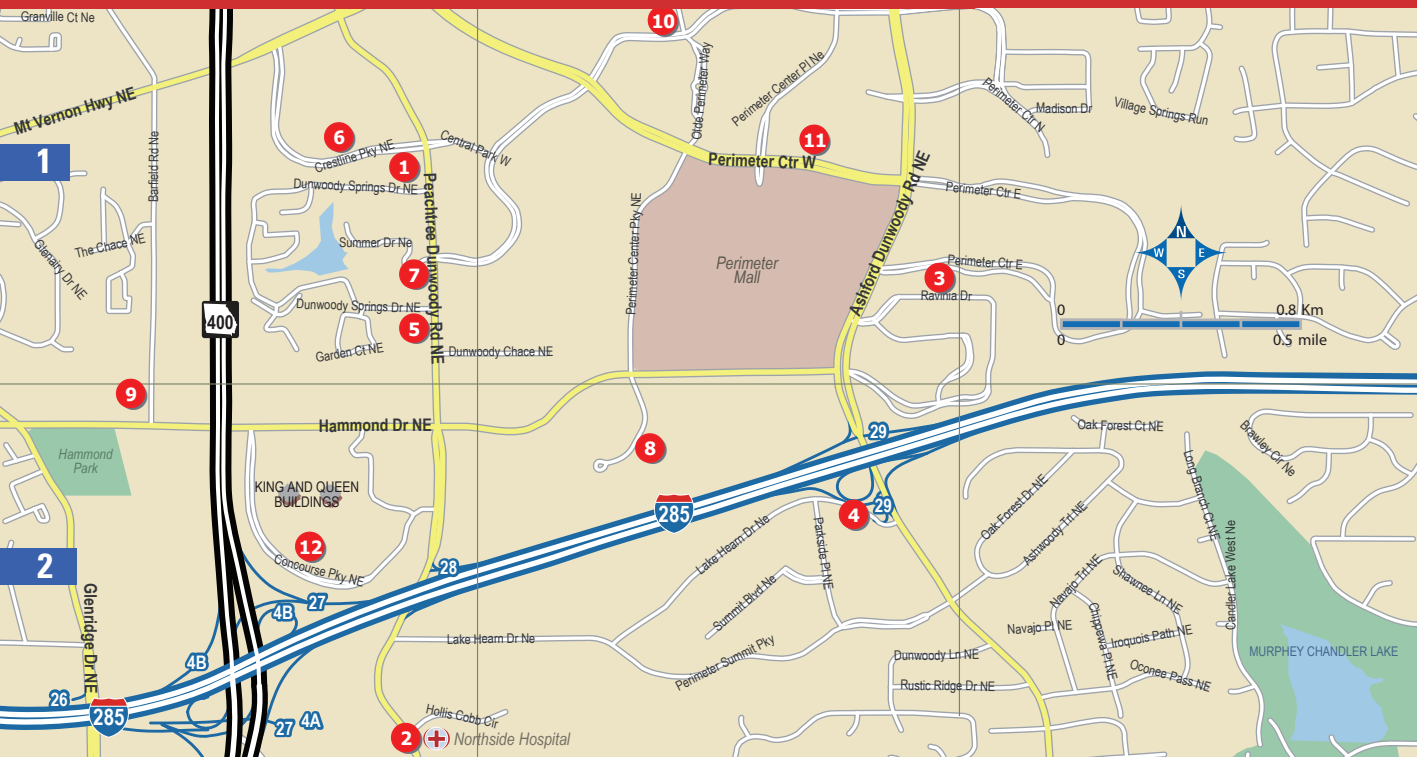 Granville Ct Ne
10
Mt Vernon Hwy NE
Barfield Rd Ne
Olde Perimeter Way
Perimeter Center Pl Ne
Perimeter Ctr N
Madison Dr
Village Springs Run
6
Crestline Pky NE
1
Central Park W
11
Perimeter Ctr W
1
Dunwoody Springs Dr NE
Perimeter Ctr E
Peachtree Dunwoody Rd NE
Perimeter Center Pky NE
Ashford Dunwoody Rd NE
The Chace NE
Glenairy Dr NE
Summer Dr Ne
7
Perimeter
Mall
Perimeter Ctr E
3
Ravinia Dr
N
W
E
S
0
0.8 Km
0
0.5 mile
400
Dunwoody Springs Dr NE
5
Garden Ct NE
Dunwoody Chace NE
9
Hammond Dr NE
8
29
Oak Forest Ct NE
Brawley Cir Ne
Hammond
Park
KING AND QUEEN
BUILDINGS
285
4
29
Lake Hearn Dr Ne
Parkside Pl NE
Oak Forest Dr NE
Ashwoody Trl NE
Long Branch Ct NE
Candler Lake West Ne
12
Concourse Pky NE
2
28
27
4B
Glenridge Dr NE
Summit Blvd Ne
Navajo Trl NE
Shawnee Ln NE
Chippewa Pl NE
Navajo Pl NE
Iroquois Path NE
Lake Hearn Dr Ne
Perimeter Summit Pky
Dunwoody Ln NE
Rustic Ridge Dr NE
Oconee Pass NE
MURPHEY CHANDLER LAKE
4B
26
285
27
4A
Hollis Cobb Cir
2
Northside Hospital